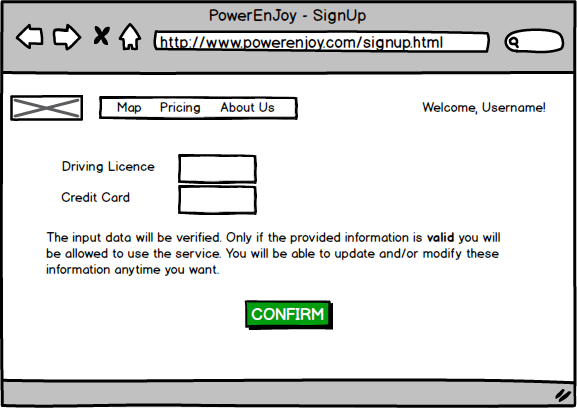 PowerEnJoy - SignUp
http://www.powerenjoy.com/signup.html
Map Pricing About Us
Welcome, Username!
Driving Licence
Credit Card
The input data will be verified. Only if the provided information is valid you will
be allowed to use the service. You will be able to update and/or modify these
information anytime you want.
CONFIRM